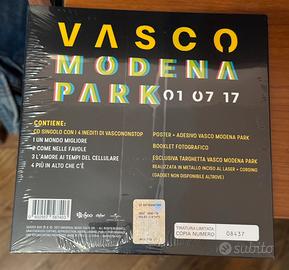 VASCO
MODENA
PARK 01 07 17
CONTIENE:
CD SINGOLO CON I 4 INEDITI DI VASCONONSTOP
1 UN MONDO MIGLIORE
2 COME NELLE FAVOLE
3 L'AMORE AI TEMPI DEL CELLULARE
4 PIÙ IN ALTO CHE C'È
POSTER + ADESIVO VASCO MODENA PARK
BOOKLET FOTOGRAFICO
ESCLUSIVA TARGHETTA VASCO MODENA PARK
REALIZZATA IN METALLO INCISO AL LASER + CORDINO
(GADGET NON DISPONIBILE ALTROVE)
TIRATURA LIMITATA
COPIA NUMERO 08437
subito